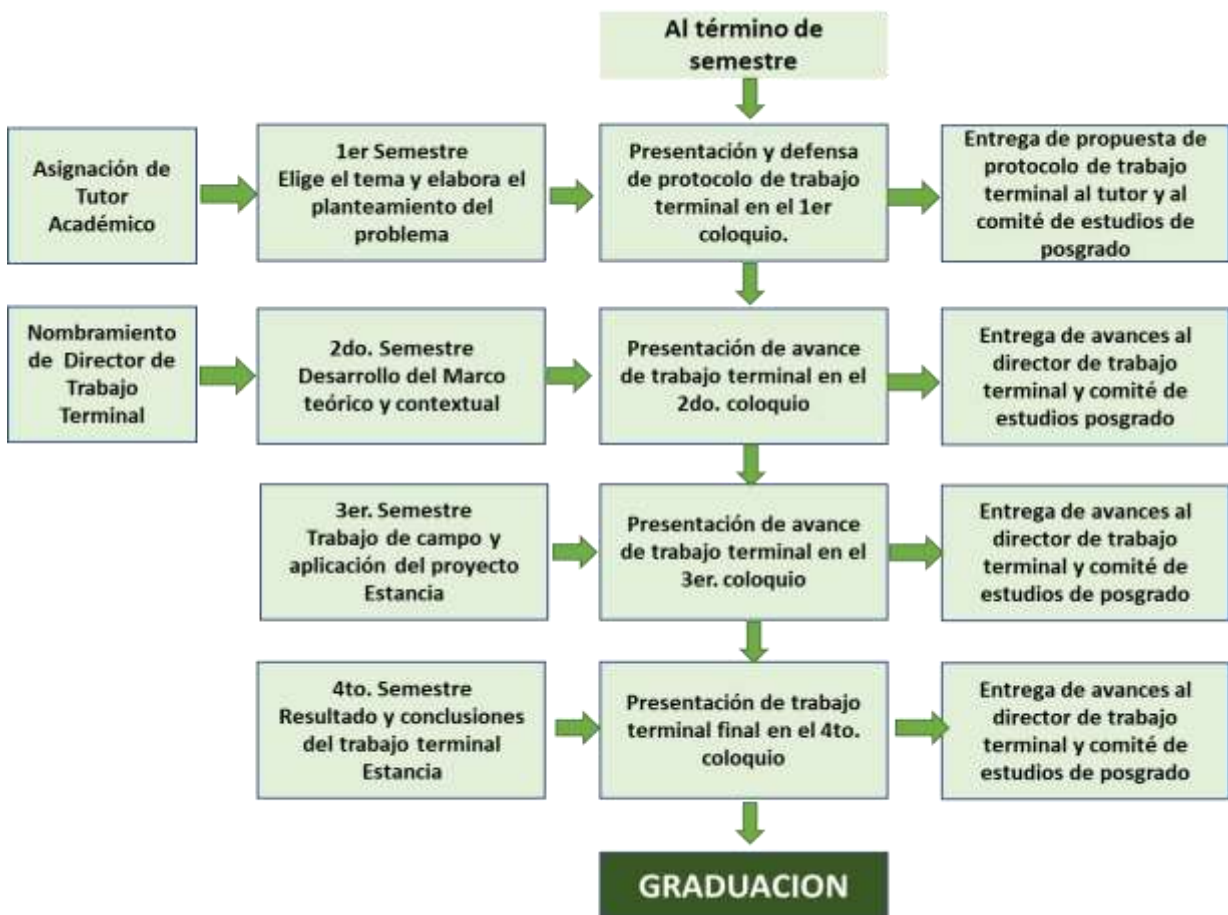 Al término de
semestre
Asignación de
Tutor
Académico
1er Semestre
Elige el tema y elabora el
planteamiento del
problema
Presentación y defensa
de protocolo de trabajo
terminal en el 1er
coloquio.
Entrega de propuesta de
protocolo de trabajo
terminal al tutor y al
comité de estudios de
posgrado
Nombramiento
de Director de
Trabajo
Terminal
2do. Semestre
Desarrollo del Marco
teórico y contextual
Presentación de avance
de trabajo terminal en el
2do. coloquio
Entrega de avances al
director de trabajo
terminal y comité de
estudios posgrado
3er. Semestre
Trabajo de campo y
aplicación del proyecto
Estancia
Presentación de avance
de trabajo terminal en el
3er. coloquio
Entrega de avances al
director de trabajo
terminal y comité de
estudios de posgrado
4to. Semestre
Resultado y conclusiones
del trabajo terminal
Estancia
Presentación de trabajo
terminal final en el 4to.
coloquio
Entrega de avances al
director de trabajo
terminal y comité de
estudios de posgrado
GRADUACION